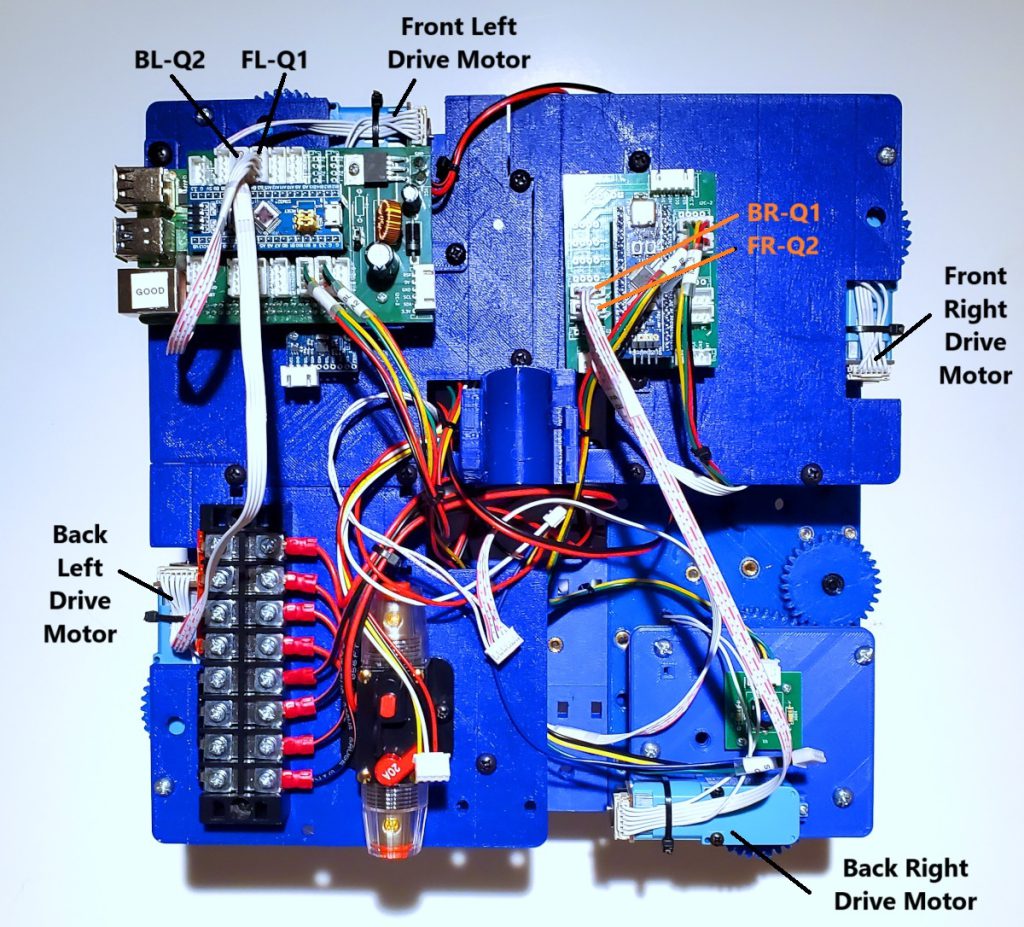 Front Left
Drive Motor
BL-Q2
FL-Q1
BR-Q1
FR-Q2
GOOD
Front
Right
Drive
Motor
Back
Left
Drive
Motor
20A
Back Right
Drive Motor